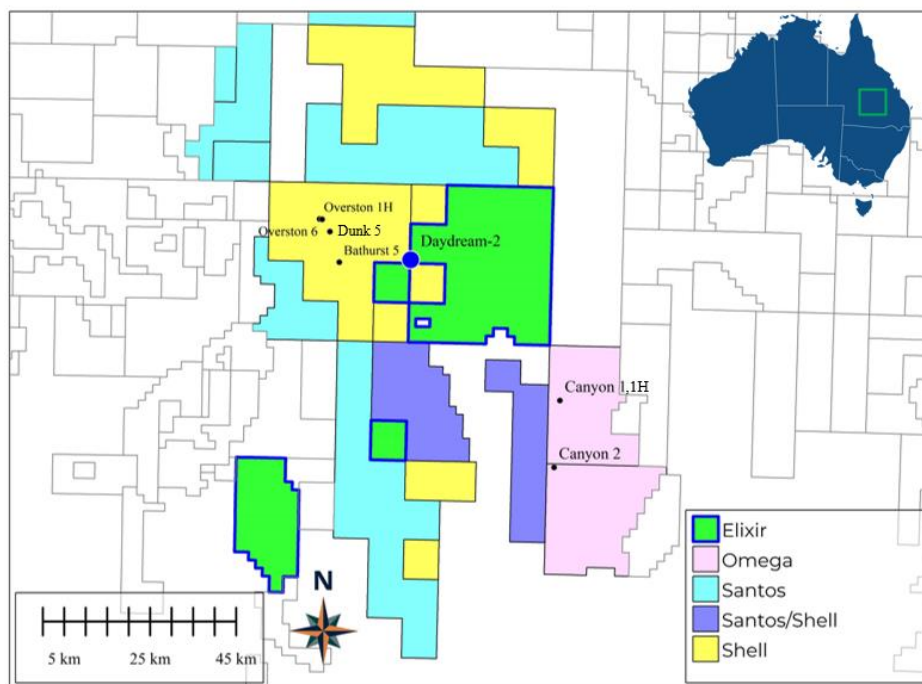 Overston 1H
Overston 6
Dunk 5
Bathurst 5
Daydream-2
Canyon 1,1H
Canyon 2
N
5 km
25 km
45 km
Elixir
Omega
Santos
Santos/Shell
Shell